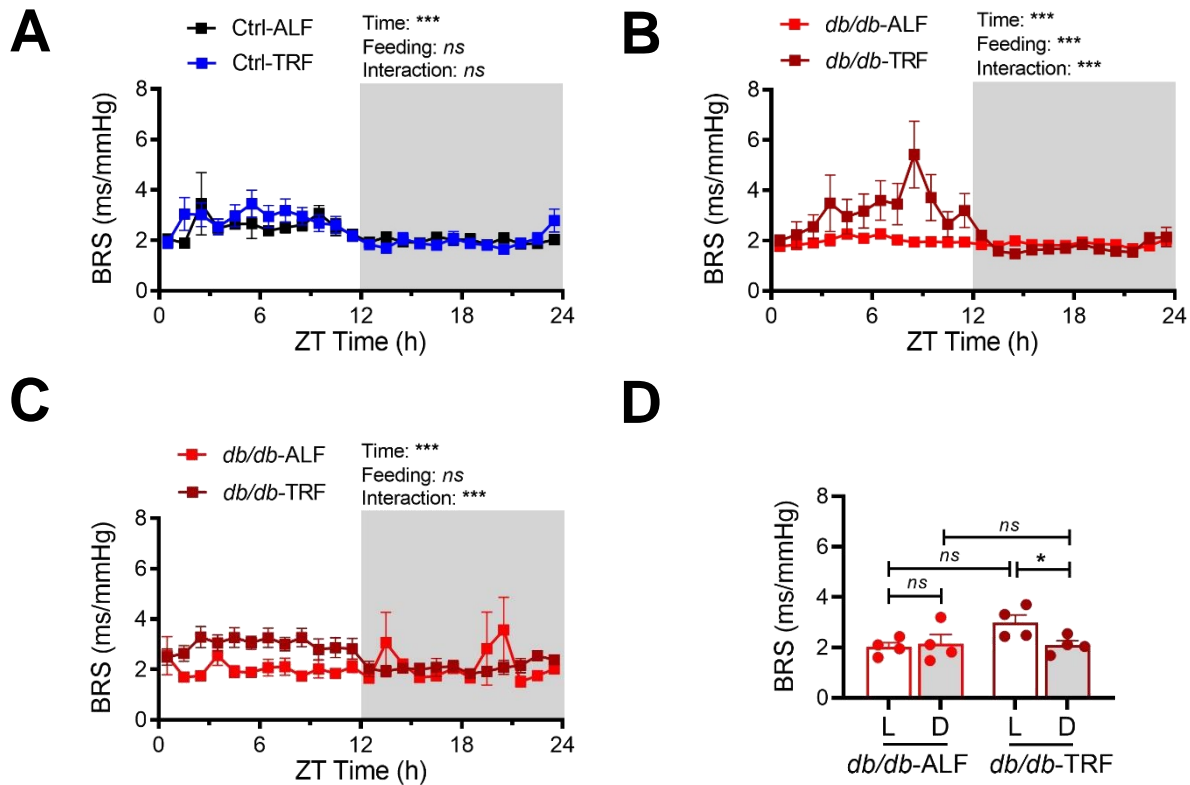 A
Ctrl-ALF
Ctrl-TRF
Time: ***
Feeding: ns
Interaction: ns
BRS (ms/mmHg)
8
6
4
2
0
0 6 12 18 24
ZT Time (h)
B
db/db-ALF
db/db-TRF
Time: ***
Feeding: ***
Interaction: ***
BRS (ms/mmHg)
8
6
4
2
0
0 6 12 18 24
ZT Time (h)
C
db/db-ALF
db/db-TRF
Time: ***
Feeding: ns
Interaction: ***
BRS (ms/mmHg)
8
6
4
2
0
0 6 12 18 24
ZT Time (h)
D
BRS (ms/mmHg)
8
6
4
2
0
ns
ns
*
ns
L D L D
db/db-ALF db/db-TRF